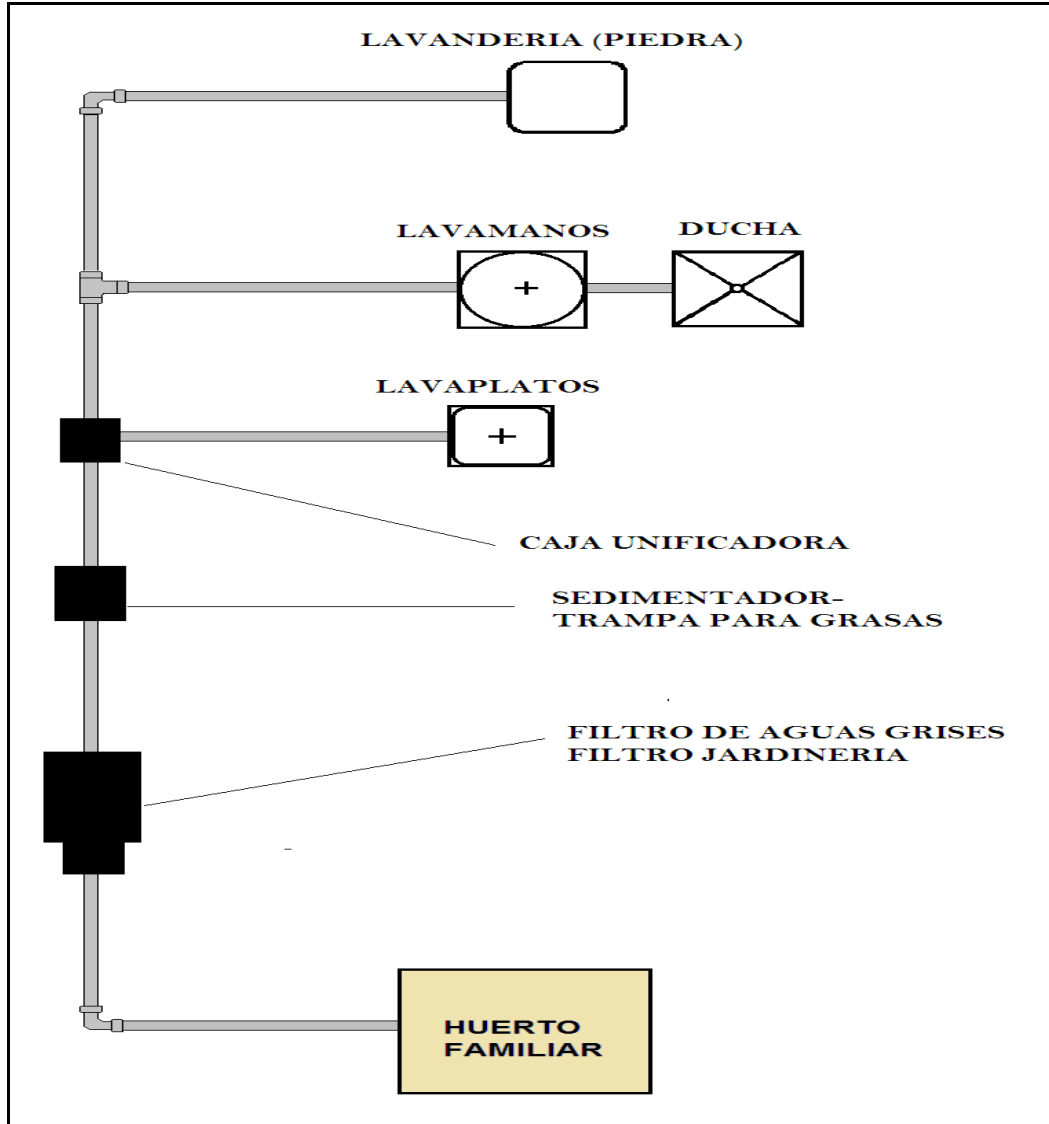 LAVANDERIA (PIEDRA)
LAVAMANOS
DUCHA
LAVAPLATOS
CAJA UNIFICADORA
SEDIMENTADOR-
TRAMPA PARA GRASAS
FILTRO DE AGUAS GRISES
FILTRO JARDINERIA
HUERTO
FAMILIAR